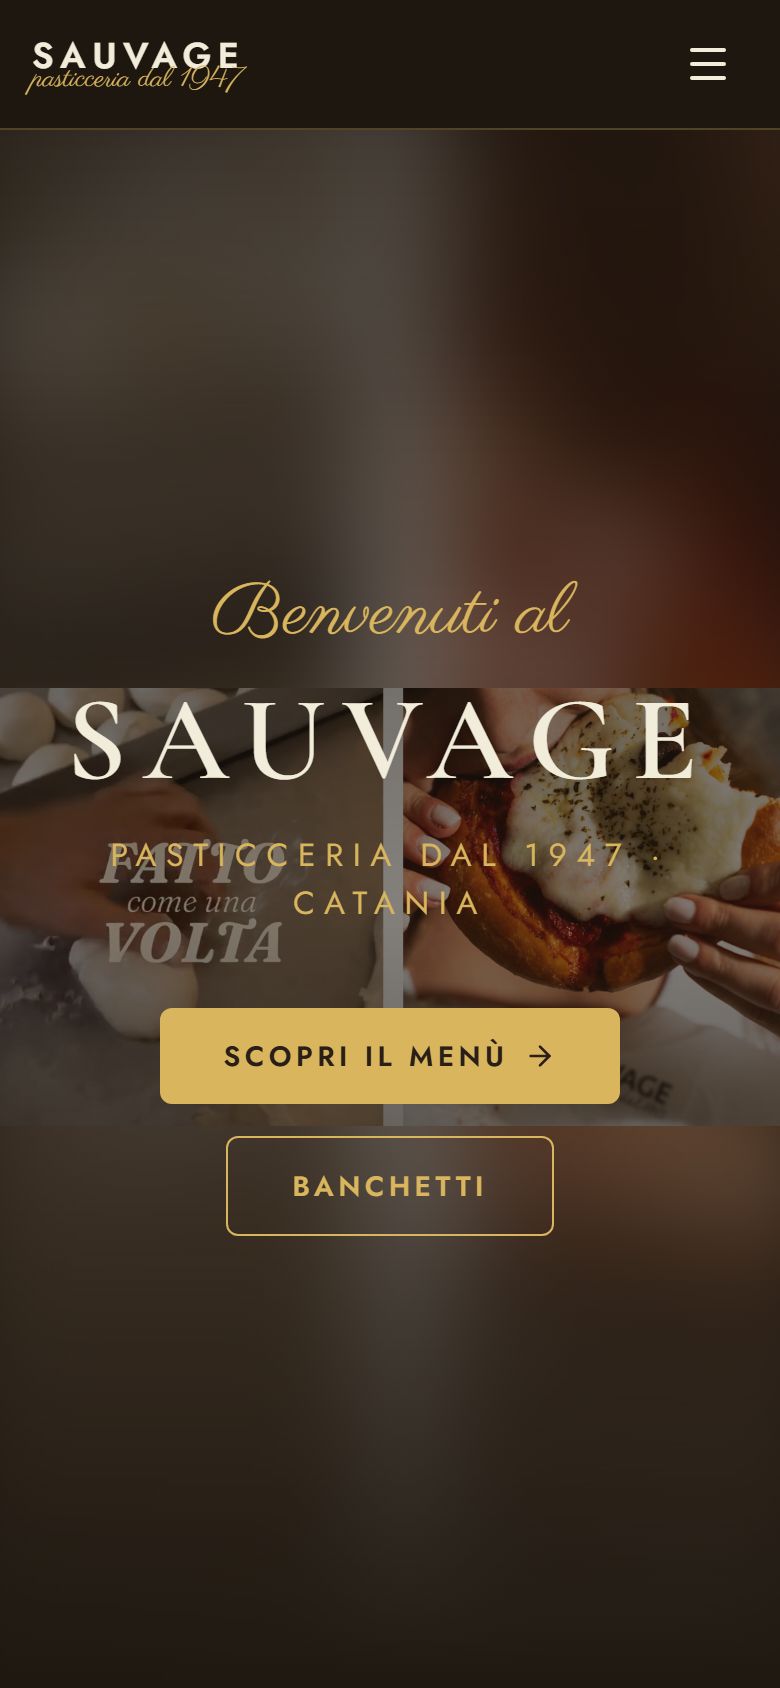 SAUVAGE
pasticceria dal 1947
Benvenuti al
SAUVAGE
PASTICCERIA DAL 1947 ·
CATANIA
FATTO
come una
VOLTA
SCOPRI IL MENÙ →
BANCHETTI